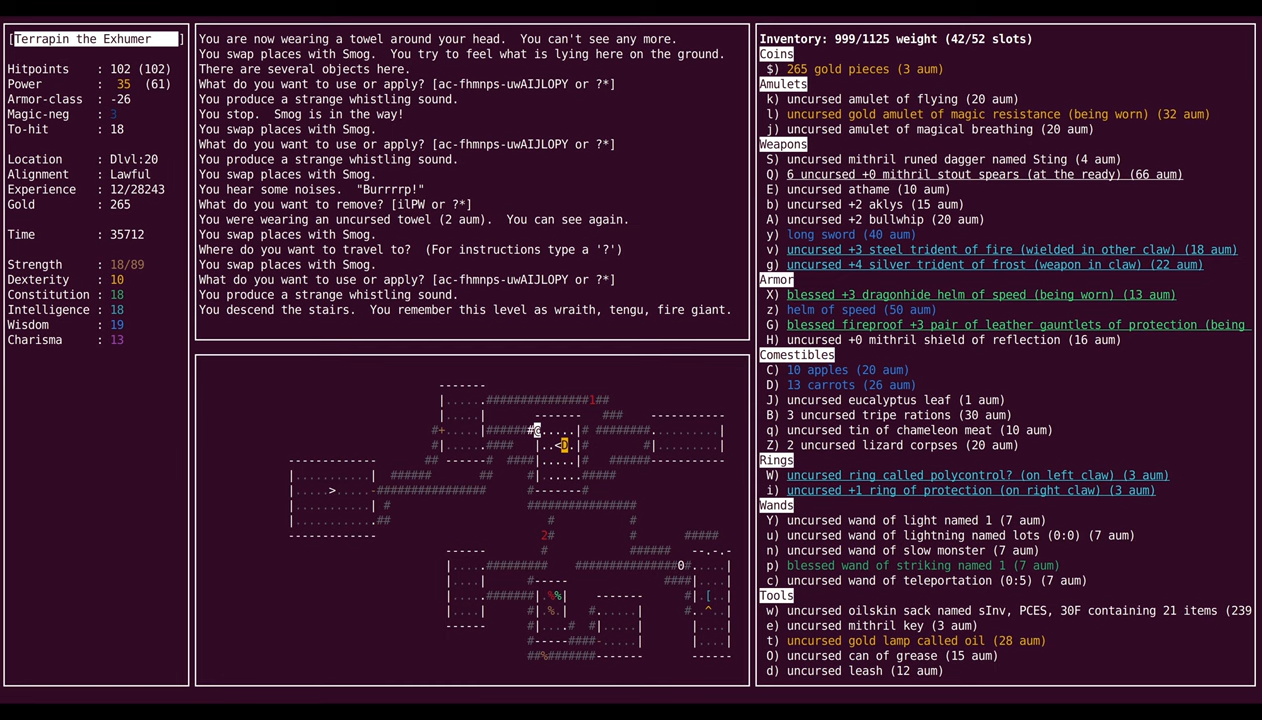 [Terrapin the Exhumer ]
Hitpoints : 102 (102)
Power : 35 (61)
Armor-class : -26
Magic-neg : 3
To-hit : 18
Location : Dlvl:20
Alignment : Lawful
Experience : 12/28243
Gold : 265
Time : 35712
Strength : 18/89
Dexterity : 10
Constitution : 18
Intelligence : 18
Wisdom : 19
Charisma : 13
You are now wearing a towel around your head. You can't see any more.
You swap places with Smog. You try to feel what is lying here on the ground.
There are several objects here.
What do you want to use or apply? [ac-fhmnps-uwAIJLOPY or ?*]
You produce a strange whistling sound.
You stop. Smog is in the way!
You swap places with Smog.
What do you want to use or apply? [ac-fhmnps-uwAIJLOPY or ?*]
You produce a strange whistling sound.
You swap places with Smog.
You hear some noises. "Burrrrp!"
What do you want to remove? [ilPW or ?*]
You were wearing an uncursed towel (2 aum). You can see again.
You swap places with Smog.
Where do you want to travel to? (For instructions type a '?')
You swap places with Smog.
What do you want to use or apply? [ac-fhmnps-uwAIJLOPY or ?*]
You produce a strange whistling sound.
You descend the stairs. You remember this level as wraith, tengu, fire giant.
Inventory: 999/1125 weight (42/52 slots)
Coins
$) 265 gold pieces (3 aum)
Amulets
k) uncursed amulet of flying (20 aum)
l) uncursed gold amulet of magic resistance (being worn) (32 aum)
j) uncursed amulet of magical breathing (20 aum)
Weapons
S) uncursed mithril runed dagger named Sting (4 aum)
Q) 6 uncursed +0 mithril stout spears (at the ready) (66 aum)
E) uncursed athame (10 aum)
b) uncursed +2 aklys (15 aum)
A) uncursed +2 bullwhip (20 aum)
y) long sword (40 aum)
v) uncursed +3 steel trident of fire (wielded in other claw) (18 aum)
g) uncursed +4 silver trident of frost (weapon in claw) (22 aum)
Armor
X) blessed +3 dragonhide helm of speed (being worn) (13 aum)
z) helm of speed (50 aum)
G) blessed fireproof +3 pair of leather gauntlets of protection (being
H) uncursed +0 mithril shield of reflection (16 aum)
Comestibles
C) 10 apples (20 aum)
D) 13 carrots (26 aum)
J) uncursed eucalyptus leaf (1 aum)
B) 3 uncursed tripe rations (30 aum)
q) uncursed tin of chameleon meat (10 aum)
Z) 2 uncursed lizard corpses (20 aum)
Rings
W) uncursed ring called polycontrol? (on left claw) (3 aum)
i) uncursed +1 ring of protection (on right claw) (3 aum)
Wands
Y) uncursed wand of light named 1 (7 aum)
u) uncursed wand of lightning named lots (0:0) (7 aum)
n) uncursed wand of slow monster (7 aum)
p) blessed wand of striking named 1 (7 aum)
c) uncursed wand of teleportation (0:5) (7 aum)
Tools
w) uncursed oilskin sack named sInv, PCES, 30F containing 21 items (239
e) uncursed mithril key (3 aum)
t) uncursed gold lamp called oil (28 aum)
O) uncursed can of grease (15 aum)
d) uncursed leash (12 aum)